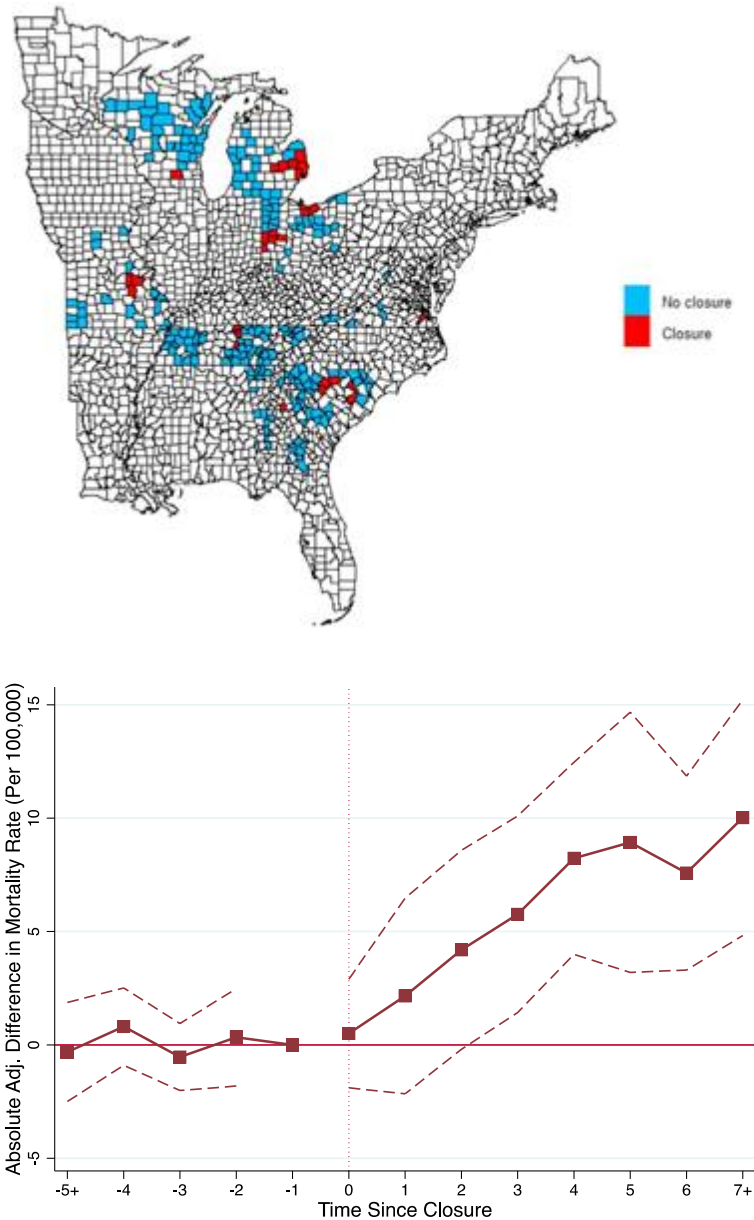 No closure
Closure
Absolute Adj. Difference in Mortality Rate (Per 100,000)
15
10
5
0
-5
-5+ -4 -3 -2 -1 0 1 2 3 4 5 6 7+
Time Since Closure